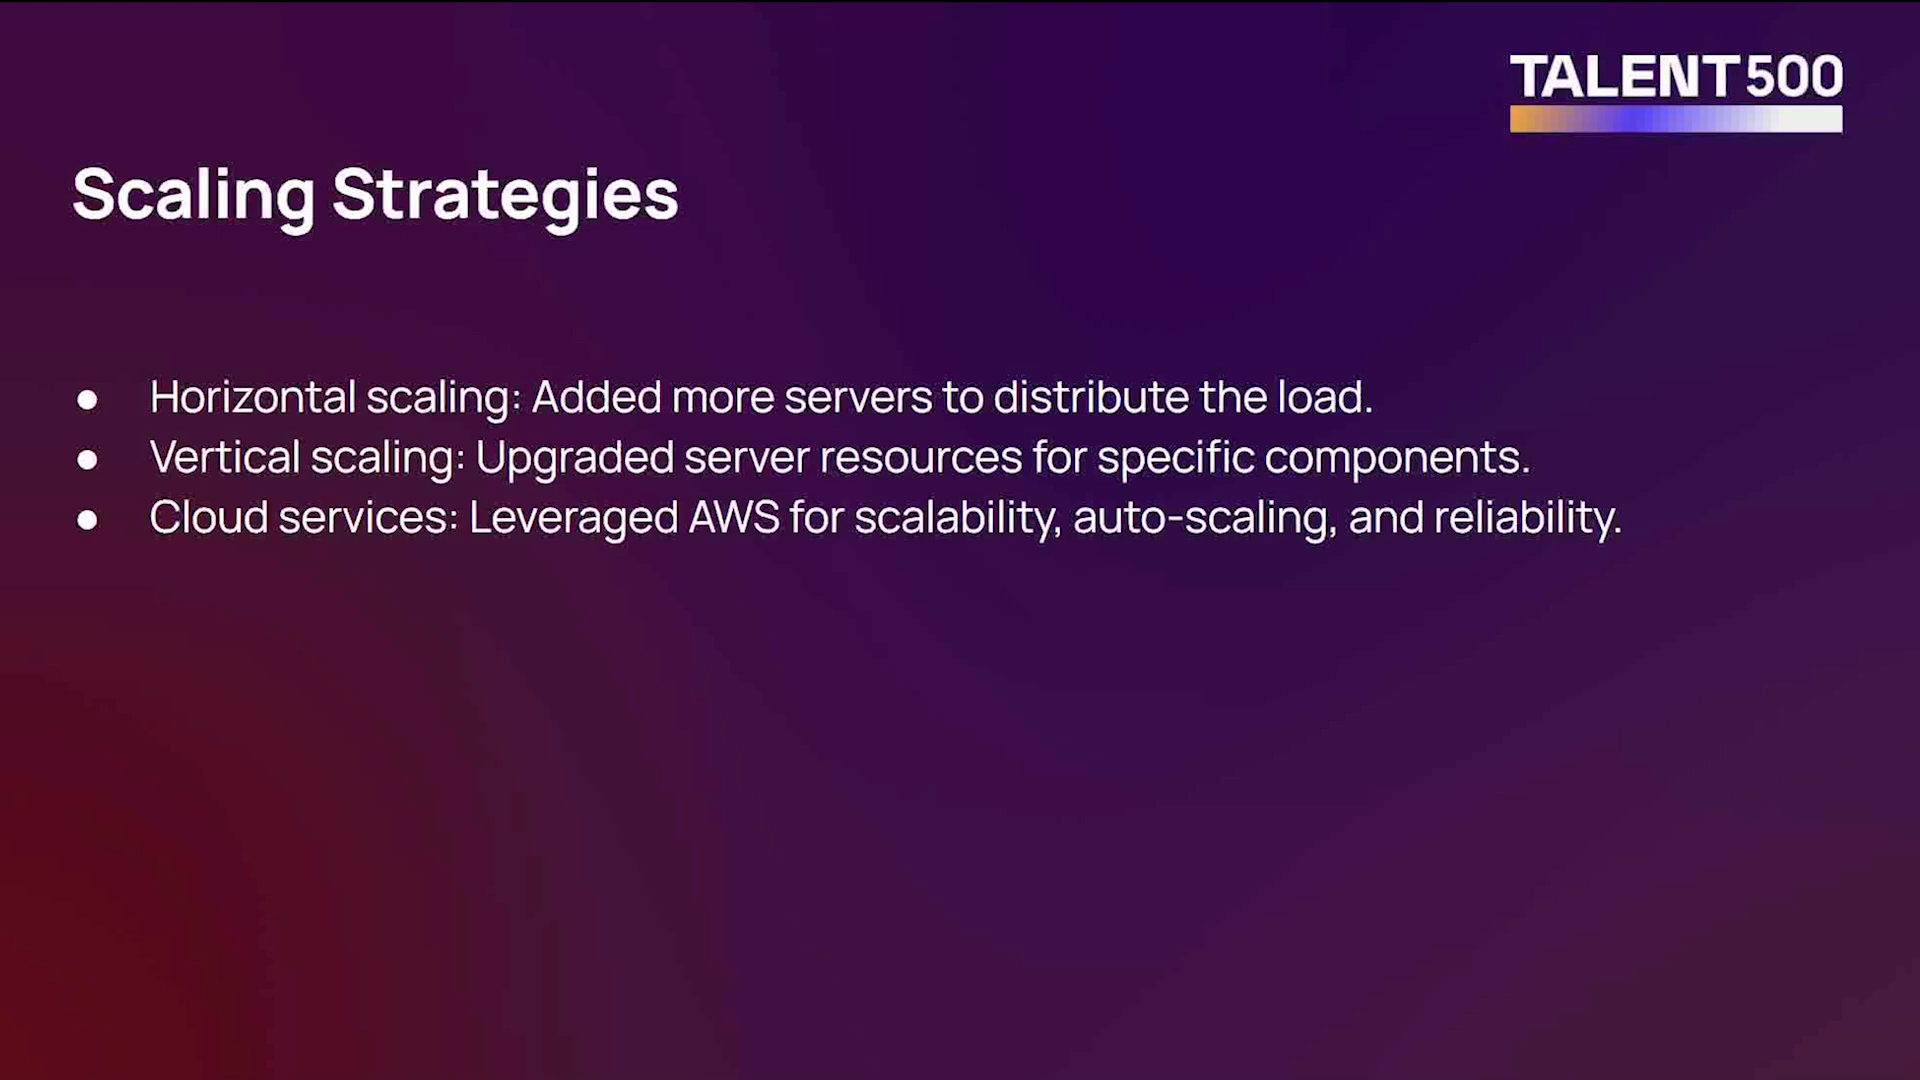 TALENT500
Scaling Strategies
● Horizontal scaling: Added more servers to distribute the load.
● Vertical scaling: Upgraded server resources for specific components.
● Cloud services: Leveraged AWS for scalability, auto-scaling, and reliability.